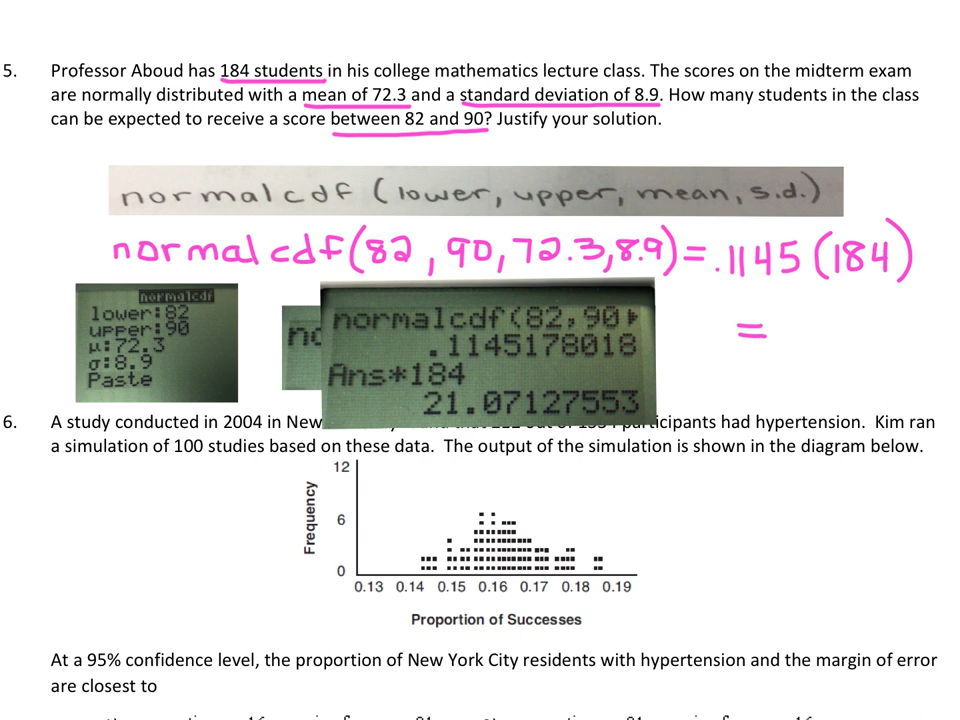 5. Professor Aboud has 184 students in his college mathematics lecture class. The scores on the midterm exam
are normally distributed with a mean of 72.3 and a standard deviation of 8.9. How many students in the class
can be expected to receive a score between 82 and 90? Justify your solution.
normalcdf (lower, upper, mean, s.d.)
normalcdf(82, 90, 72.3, 8.9) = .1145 (184)
=
normalcdf
lower:82
upper:90
μ:72.3
σ:8.9
Paste
normalcdf(82,90
.1145178018
Ans*184
21.07127553
6. A study conducted in 2004 in New participants had hypertension. Kim ran
a simulation of 100 studies based on these data. The output of the simulation is shown in the diagram below.
12
6
0
Frequency
0.13 0.14 0.15 0.16 0.17 0.18 0.19
Proportion of Successes
At a 95% confidence level, the proportion of New York City residents with hypertension and the margin of error
are closest to